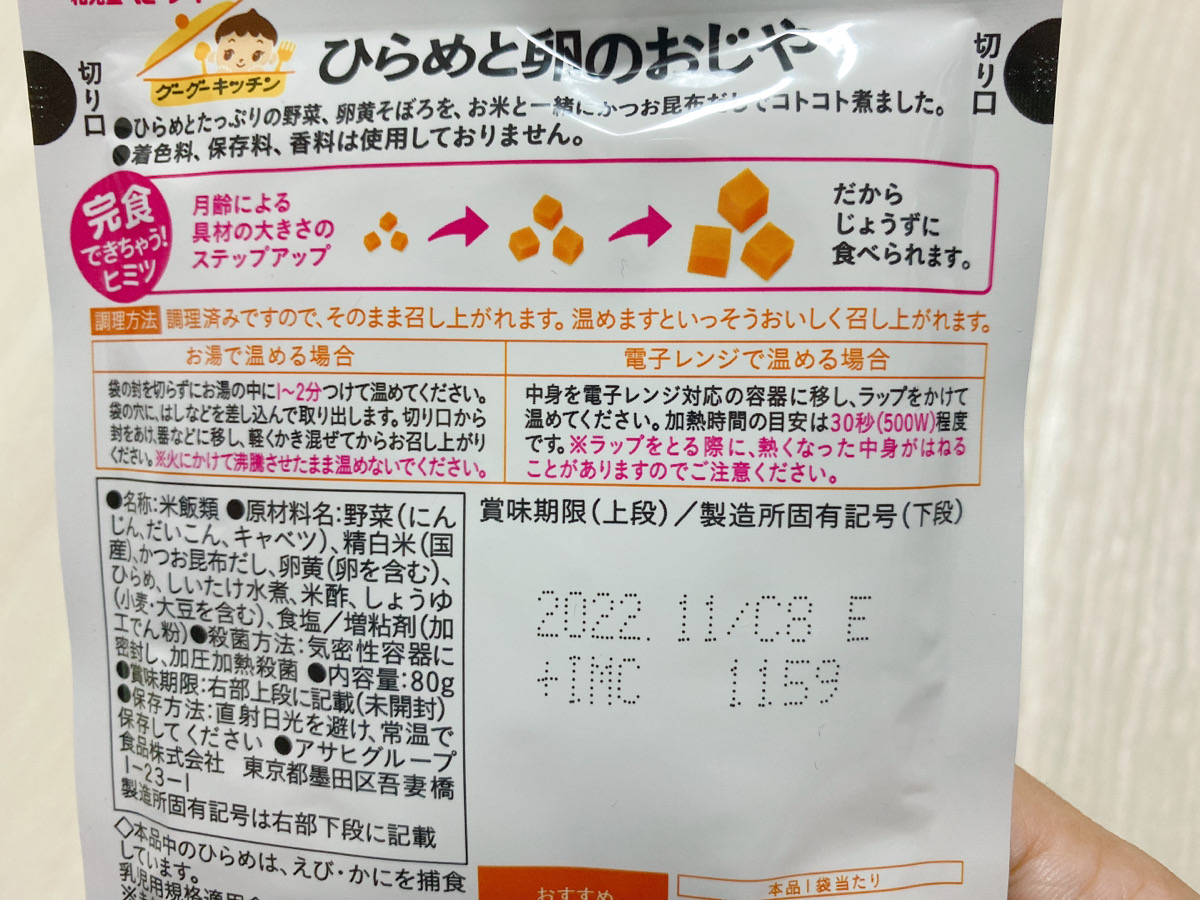 切り口
グーグーキッチン
ひらめと卵のおじや
切り口
●ひらめとたっぷりの野菜、卵黄そぼろを、お米と一緒にかつお昆布だしでコトコト煮ました。
●着色料、保存料、香料は使用しておりません。
完食
できちゃう!
ヒミツ
月齢による
具材の大きさの
ステップアップ
だから
じょうずに
食べられます。
調理方法 調理済みですので、そのまま召し上がれます。温めますといっそうおいしく召し上がれます。
お湯で温める場合
袋の封を切らずにお湯の中に1〜2分つけて温めてください。
袋の穴に、はしなどを差し込んで取り出します。切り口から
封をあけ、器などに移し、軽くかき混ぜてからお召し上がり
ください。※火にかけて沸騰させたまま温めないでください。
電子レンジで温める場合
中身を電子レンジ対応の容器に移し、ラップをかけて
温めてください。加熱時間の目安は30秒(500W)程度
です。※ラップをとる際に、熱くなった中身がはねる
ことがありますのでご注意ください。
●名称:米飯類 ●原材料名:野菜(にん
じん、だいこん、キャベツ)、精白米(国
産)、かつお昆布だし、卵黄(卵を含む)、
ひらめ、しいたけ水煮、米酢、しょうゆ
(小麦・大豆を含む)、食塩/増粘剤(加
工でん粉)●殺菌方法:気密性容器に
密封し、加圧加熱殺菌 ●内容量:80g
●賞味期限:右部上段に記載(未開封)
●保存方法:直射日光を避け、常温で
保存してください ●アサヒグループ
食品株式会社 東京都墨田区吾妻橋
1-23-1
製造所固有記号は右部下段に記載
賞味期限(上段)/製造所固有記号(下段)
2022.11/C8 E
+IMC 1159
◇本品中のひらめは、えび・かにを捕食
しています。
乳児用規格適用
おすすめ
本品1袋当たり